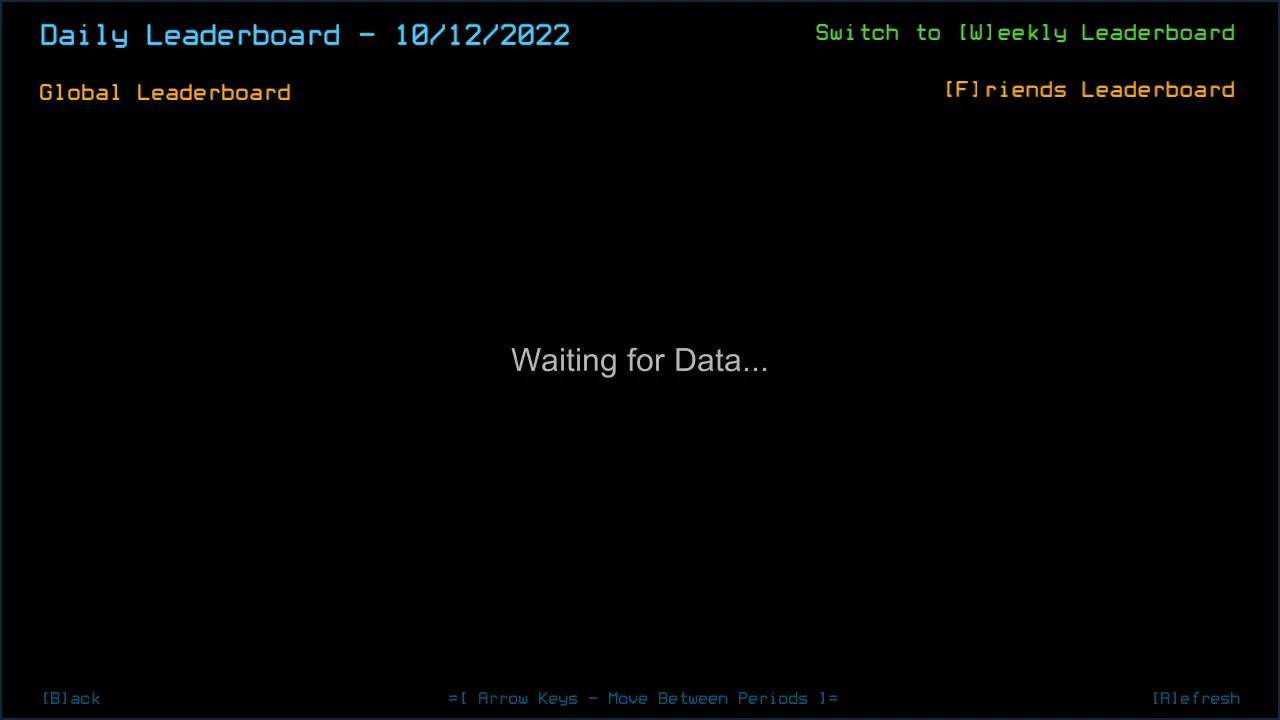 Daily Leaderboard - 10/12/2022
Switch to [W]eekly Leaderboard
Global Leaderboard
[F]riends Leaderboard
Waiting for Data...
[B]ack
=[ Arrow Keys - Move Between Periods ]=
[R]efresh